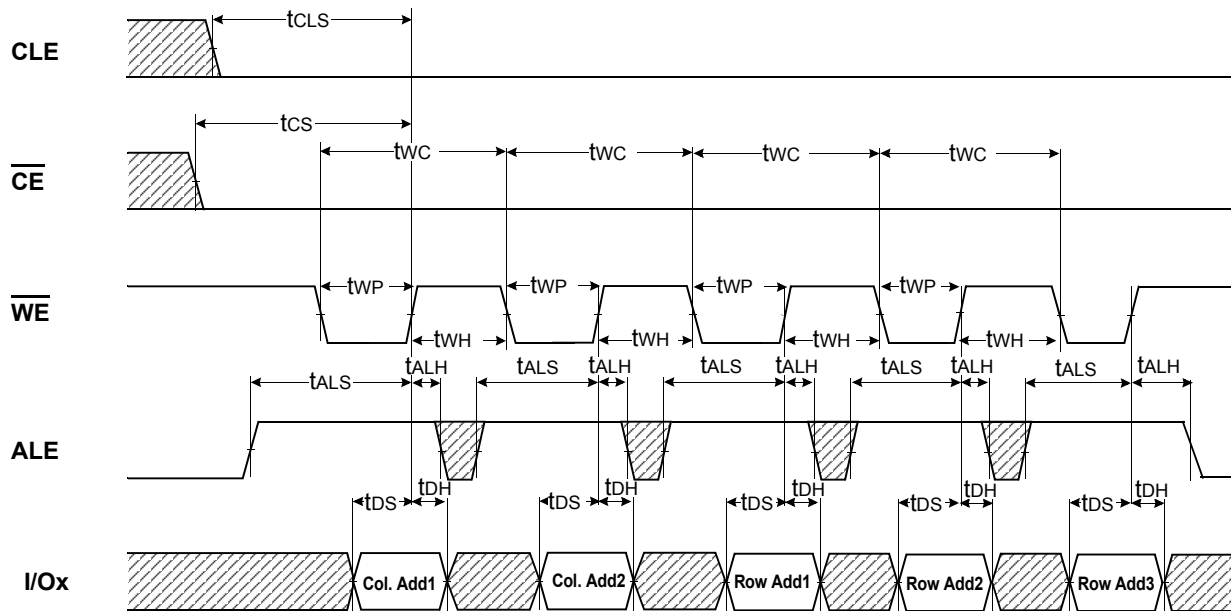 tCLS
CLE
tCS
tWC tWC tWC tWC
CE
tWP tWP tWP tWP
WE
tWH tWH tWH tWH
tALS tALH tALS tALH tALS tALH tALS tALH tALS tALH
ALE
tDS tDH tDS tDH tDS tDH tDS tDH tDS tDH
I/Ox Col. Add1 Col. Add2 Row Add1 Row Add2 Row Add3